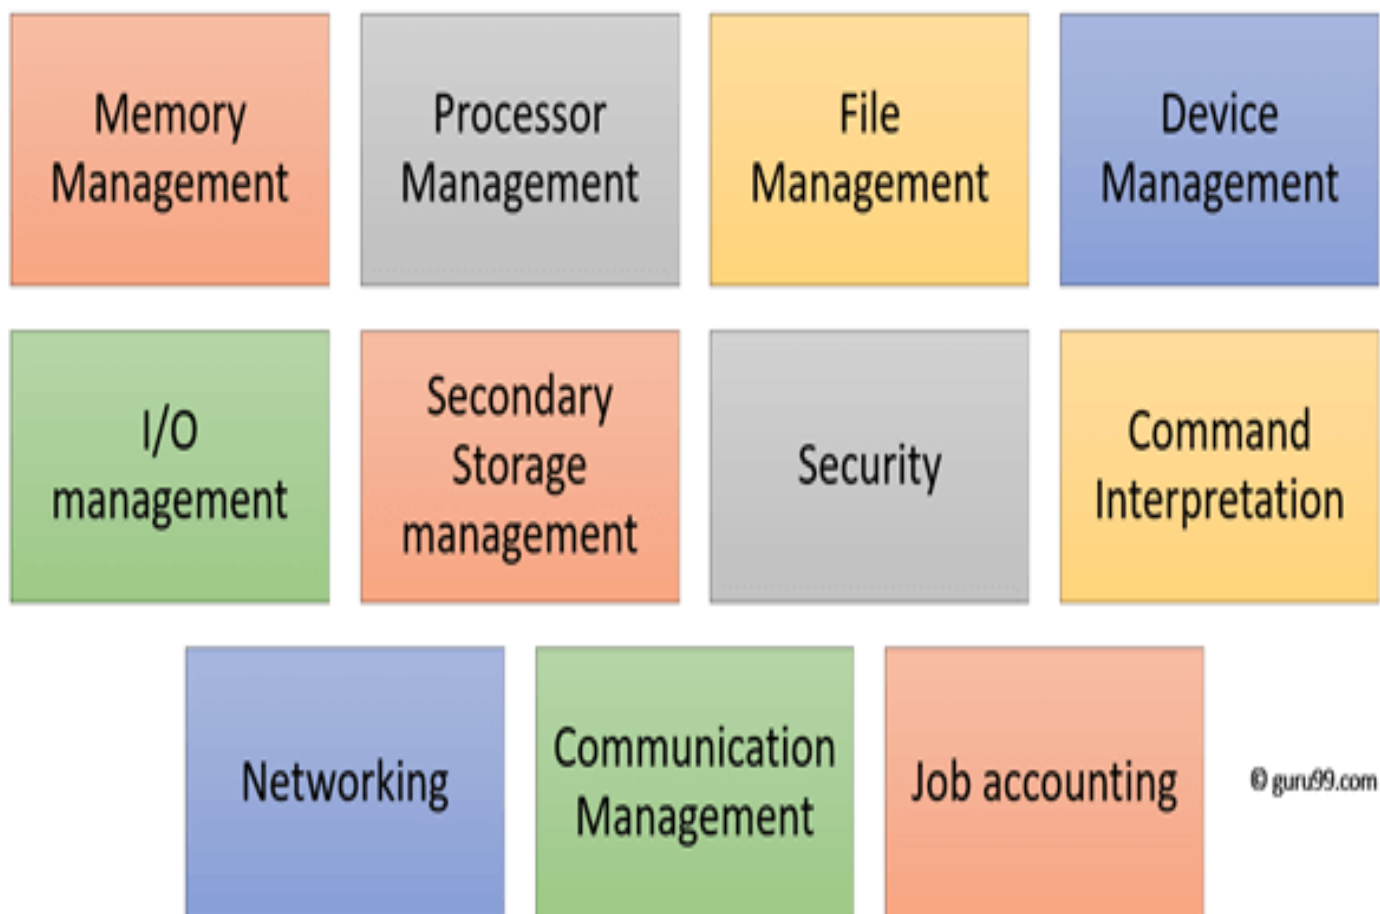 Memory
Management
Processor
Management
File
Management
Device
Management
I/O
management
Secondary
Storage
management
Security
Command
Interpretation
Networking
Communication
Management
Job accounting
© guru99.com